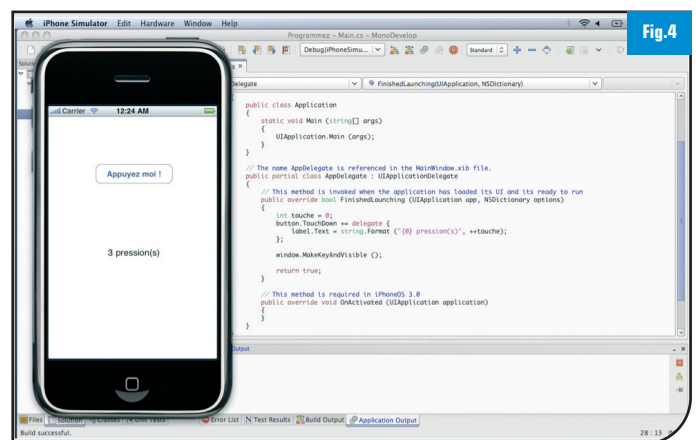 iPhone Simulator Edit Hardware Window Help
Fig.4
Programmez – Main.cs – MonoDevelop
Debug|iPhoneSimu...
Standard
Solutio
elegate
FinishedLaunching(UIApplication, NSDictionary)
Carrier 12:24 AM
Appuyez moi !
3 pression(s)
public class Application
{
static void Main (string[] args)
{
UIApplication.Main (args);
}
}
// The name AppDelegate is referenced in the MainWindow.xib file.
public partial class AppDelegate : UIApplicationDelegate
{
// This method is invoked when the application has loaded its UI and its ready to run
public override bool FinishedLaunching (UIApplication app, NSDictionary options)
{
int touche = 0;
button.TouchDown += delegate {
label.Text = string.Format ("{0} pression(s)", ++touche);
};
window.MakeKeyAndVisible ();
return true;
}
// This method is required in iPhoneOS 3.0
public override void OnActivated (UIApplication application)
{
}
}
Output
Files Solution Classes Unit Tests
Error List Test Results Build Output Application Output
Build successful.
28 : 13